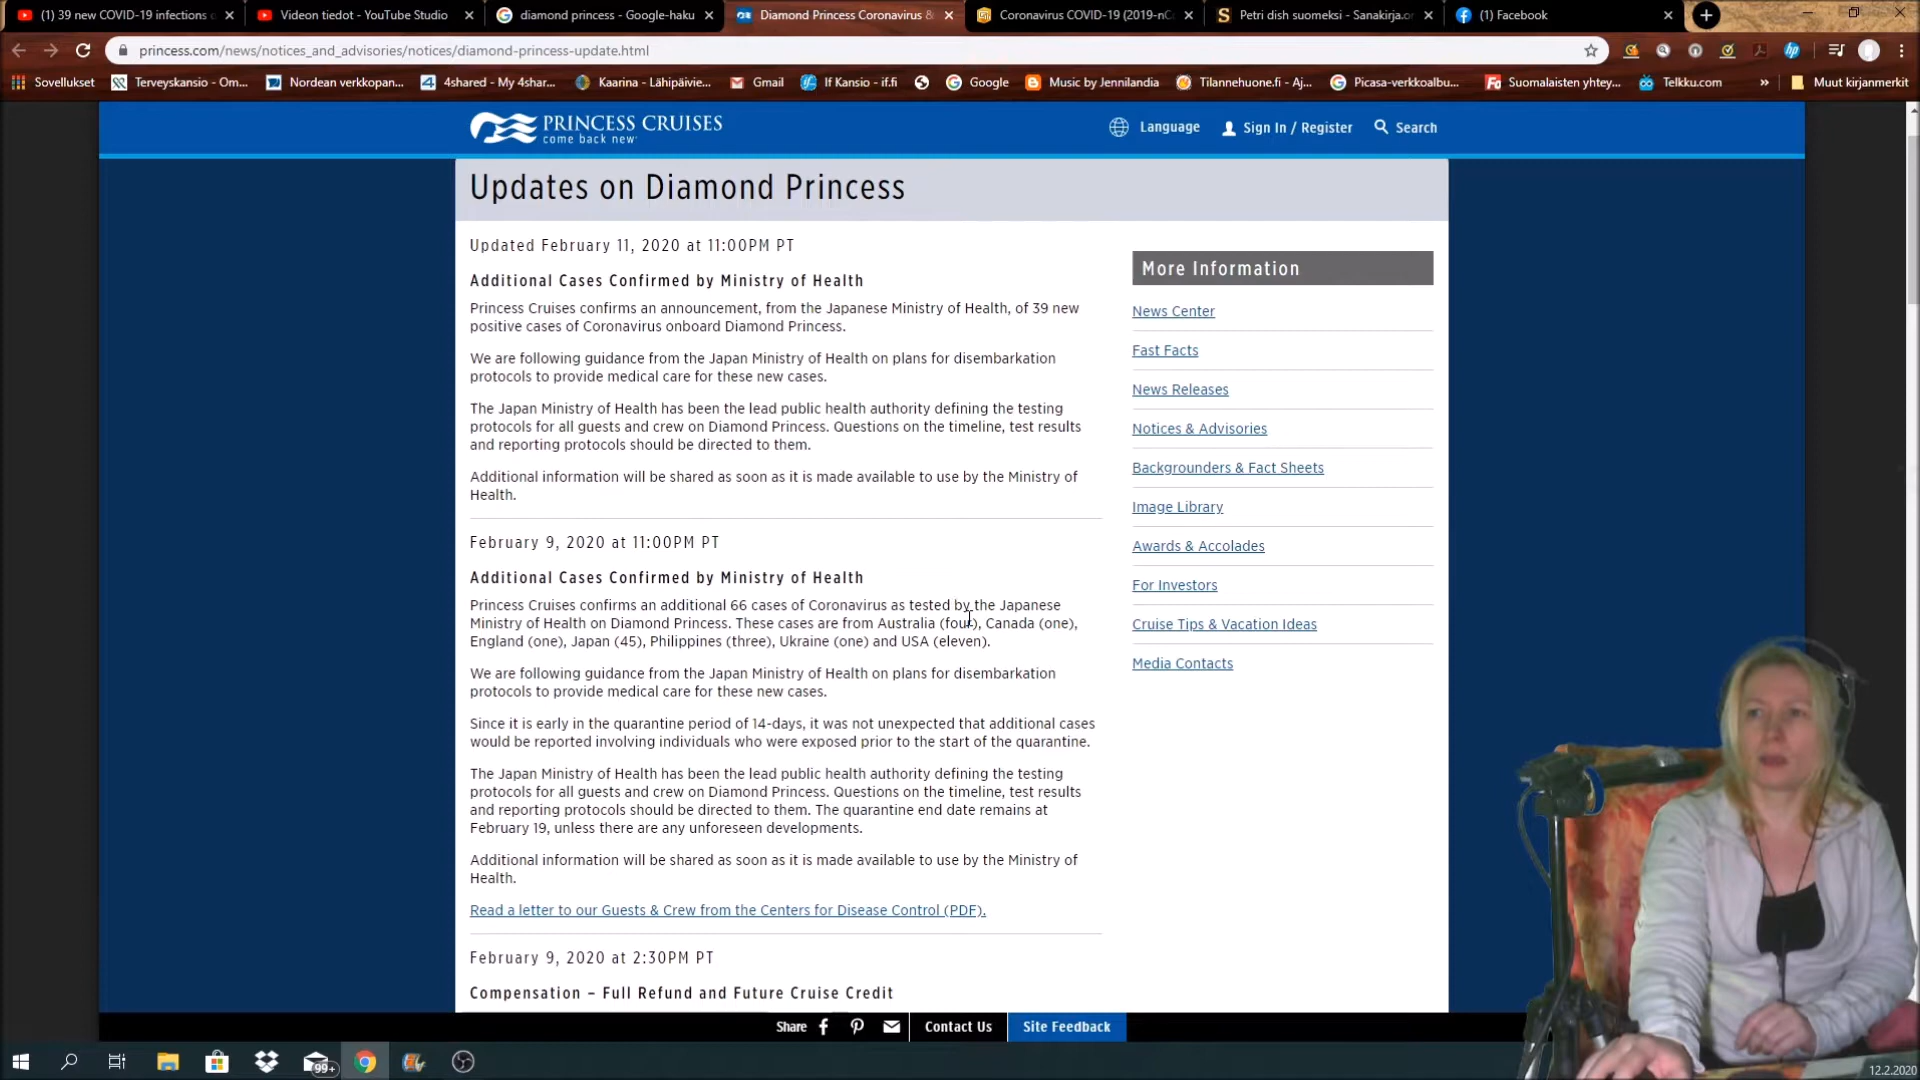 (1) 39 new COVID-19 infections
Videon tiedot - YouTube Studio
diamond princess - Google-haku
Diamond Princess Coronavirus &
Coronavirus COVID-19 (2019-nC
Petri dish suomeksi - Sanakirja.o
(1) Facebook
princess.com/news/notices_and_advisories/notices/diamond-princess-update.html
Sovellukset
Terveyskansio - Om...
Nordean verkkopan...
4shared - My 4shar...
Kaarina - Lähipäivie...
Gmail
If Kansio - if.fi
Google
Music by Jennilandia
Tilannehuone.fi - Aj...
Picasa-verkkoalbu...
Suomalaisten yhtey...
Telkku.com
»
Muut kirjanmerkit
PRINCESS CRUISES
come back new
Language
Sign In / Register
Search
Updates on Diamond Princess
Updated February 11, 2020 at 11:00PM PT
Additional Cases Confirmed by Ministry of Health
Princess Cruises confirms an announcement, from the Japanese Ministry of Health, of 39 new
positive cases of Coronavirus onboard Diamond Princess.
We are following guidance from the Japan Ministry of Health on plans for disembarkation
protocols to provide medical care for these new cases.
The Japan Ministry of Health has been the lead public health authority defining the testing
protocols for all guests and crew on Diamond Princess. Questions on the timeline, test results
and reporting protocols should be directed to them.
Additional information will be shared as soon as it is made available to use by the Ministry of
Health.
February 9, 2020 at 11:00PM PT
Additional Cases Confirmed by Ministry of Health
Princess Cruises confirms an additional 66 cases of Coronavirus as tested by the Japanese
Ministry of Health on Diamond Princess. These cases are from Australia (four), Canada (one),
England (one), Japan (45), Philippines (three), Ukraine (one) and USA (eleven).
We are following guidance from the Japan Ministry of Health on plans for disembarkation
protocols to provide medical care for these new cases.
Since it is early in the quarantine period of 14-days, it was not unexpected that additional cases
would be reported involving individuals who were exposed prior to the start of the quarantine.
The Japan Ministry of Health has been the lead public health authority defining the testing
protocols for all guests and crew on Diamond Princess. Questions on the timeline, test results
and reporting protocols should be directed to them. The quarantine end date remains at
February 19, unless there are any unforeseen developments.
Additional information will be shared as soon as it is made available to use by the Ministry of
Health.
Read a letter to our Guests & Crew from the Centers for Disease Control (PDF).
February 9, 2020 at 2:30PM PT
Compensation – Full Refund and Future Cruise Credit
More Information
News Center
Fast Facts
News Releases
Notices & Advisories
Backgrounders & Fact Sheets
Image Library
Awards & Accolades
For Investors
Cruise Tips & Vacation Ideas
Media Contacts
Share
Contact Us
Site Feedback
99+
12.2.2020